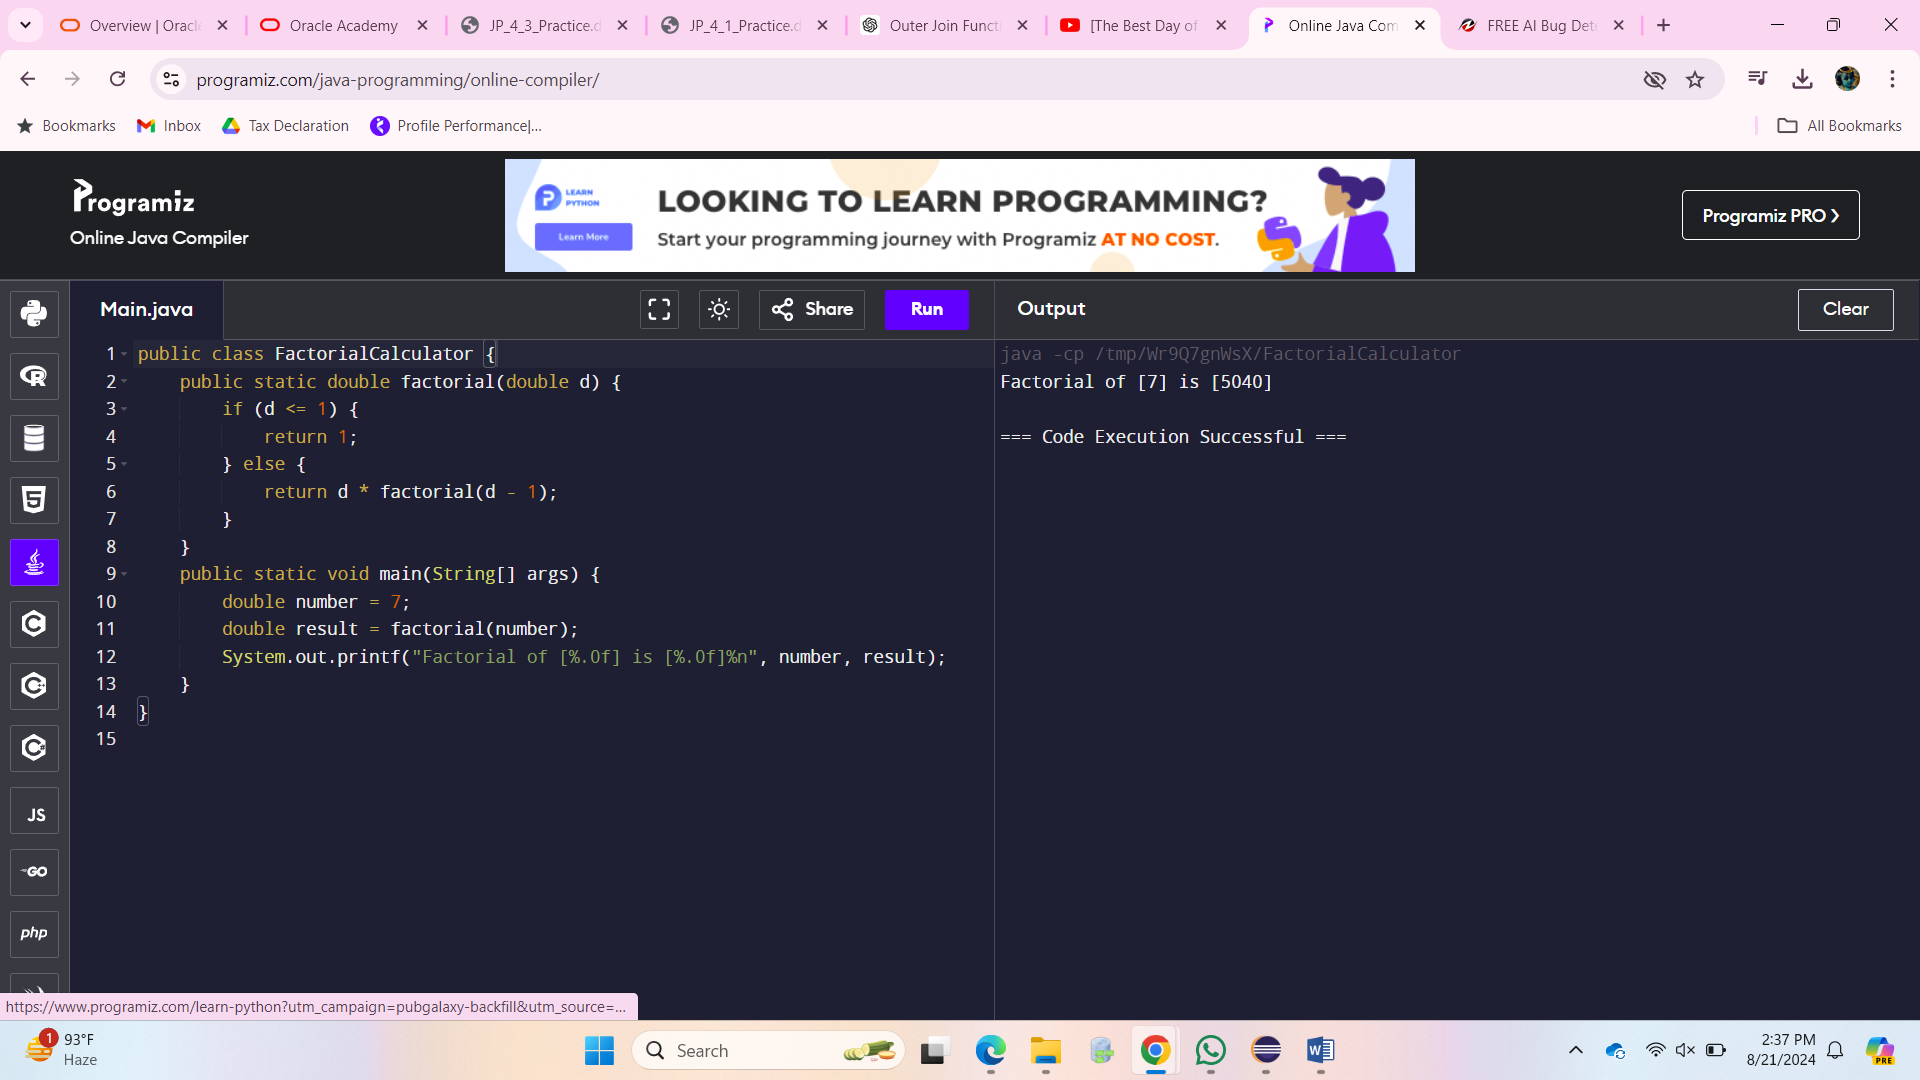 Overview | Oracle
Oracle Academy
JP_4_3_Practice.d
JP_4_1_Practice.d
Outer Join Functi
[The Best Day of
Online Java Com
FREE AI Bug Det
programiz.com/java-programming/online-compiler/
Bookmarks
Inbox
Tax Declaration
Profile Performance|...
All Bookmarks
Programiz
Online Java Compiler
LEARN
PYTHON
Learn More
LOOKING TO LEARN PROGRAMMING?
Start your programming journey with Programiz AT NO COST.
Programiz PRO ›
Main.java
Share
Run
Output
Clear
1 public class FactorialCalculator {
2 public static double factorial(double d) {
3 if (d <= 1) {
4 return 1;
5 } else {
6 return d * factorial(d - 1);
7 }
8 }
9 public static void main(String[] args) {
10 double number = 7;
11 double result = factorial(number);
12 System.out.printf("Factorial of [%.0f] is [%.0f]%n", number, result);
13 }
14 }
15
java -cp /tmp/Wr9Q7gnWsX/FactorialCalculator
Factorial of [7] is [5040]
=== Code Execution Successful ===
R
5
C
C
C
JS
GO
php
https://www.programiz.com/learn-python?utm_campaign=pubgalaxy-backfill&utm_source=...
1
93°F
Haze
Search
W
2:37 PM
8/21/2024
PRE